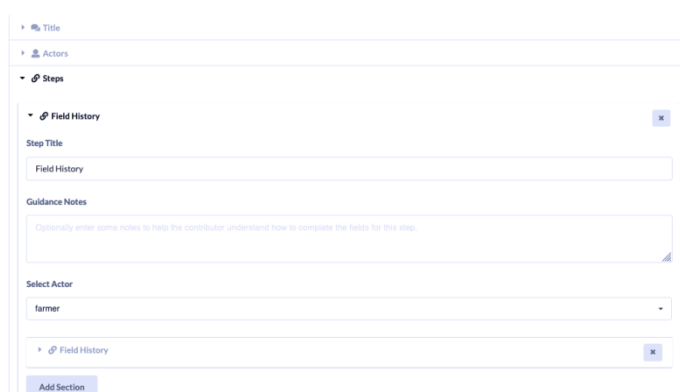 Title
Actors
Steps
Field History
Step Title
Field History
Guidance Notes
Optionally enter some notes to help the contributor understand how to complete the fields for this step.
Select Actor
farmer
Field History
Add Section